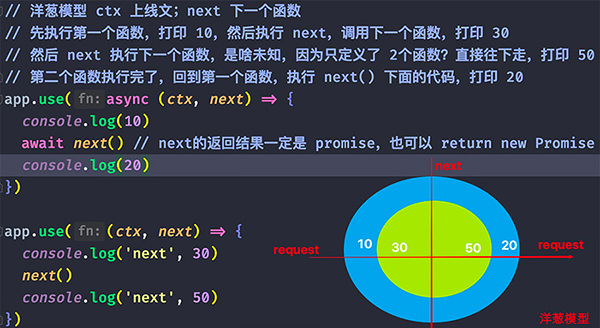 // 洋葱模型 ctx 上线文；next 下一个函数
// 先执行第一个函数，打印 10，然后执行 next，调用下一个函数，打印 30
// 然后 next 执行下一个函数，是啥未知，因为只定义了 2个函数？直接往下走，打印 50
// 第二个函数执行完了，回到第一个函数，执行 next() 下面的代码，打印 20
app.use( fn: async (ctx, next) => {
console.log(10)
await next() // next的返回结果一定是 promise，也可以 return new Promise
console.log(20)
})
app.use( fn: (ctx, next) => {
console.log('next', 30)
next()
console.log('next', 50)
})
next
request
10
30
50
20
request
洋葱模型